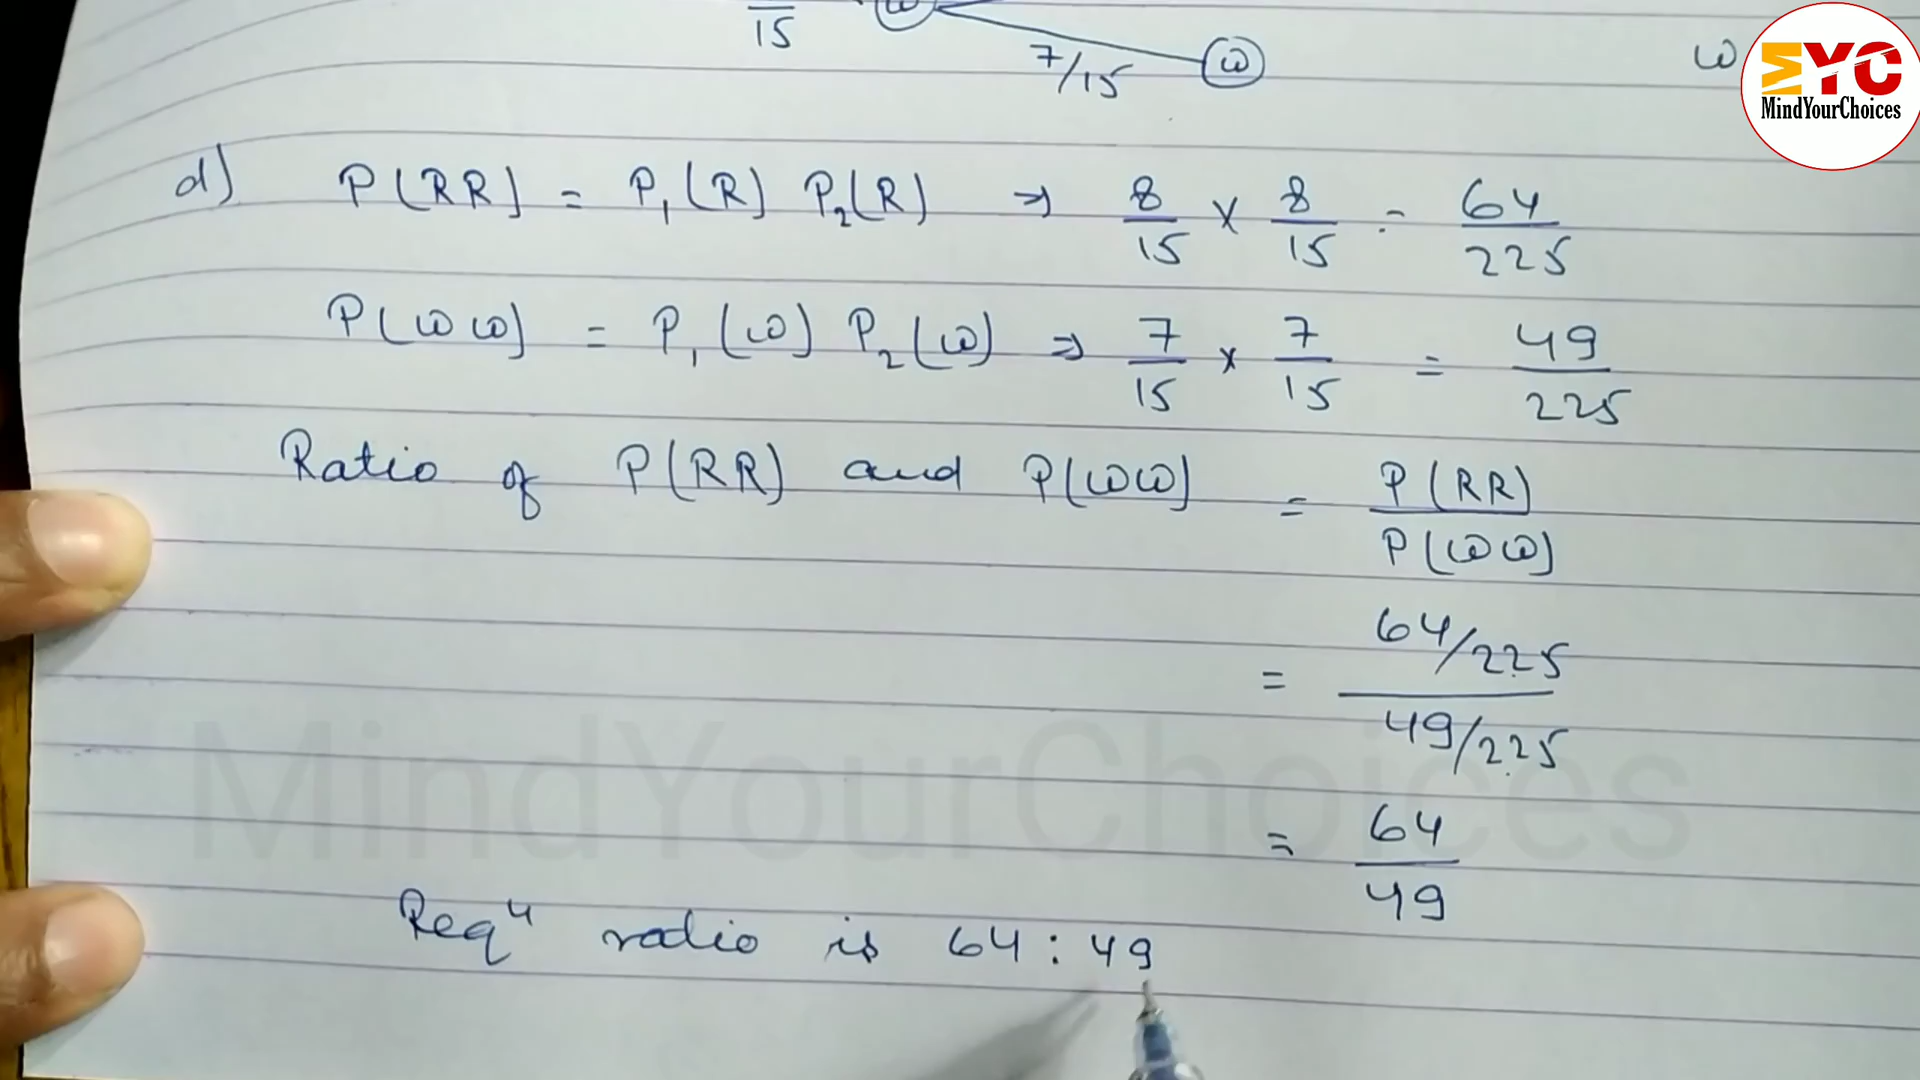 15 ω
7/15 ω
ω
MYC
MindYourChoices
d) P(RR) = P₁(R) P₂(R) ⇒ 8/15 × 8/15 = 64/225
P(ωω) = P₁(ω) P₂(ω) ⇒ 7/15 × 7/15 = 49/225
Ratio of P(RR) and P(ωω) = P(RR)/P(ωω)
= 64/225 / 49/225
MindYourChoices
= 64/49
Req⁴ ratio is 64 : 49